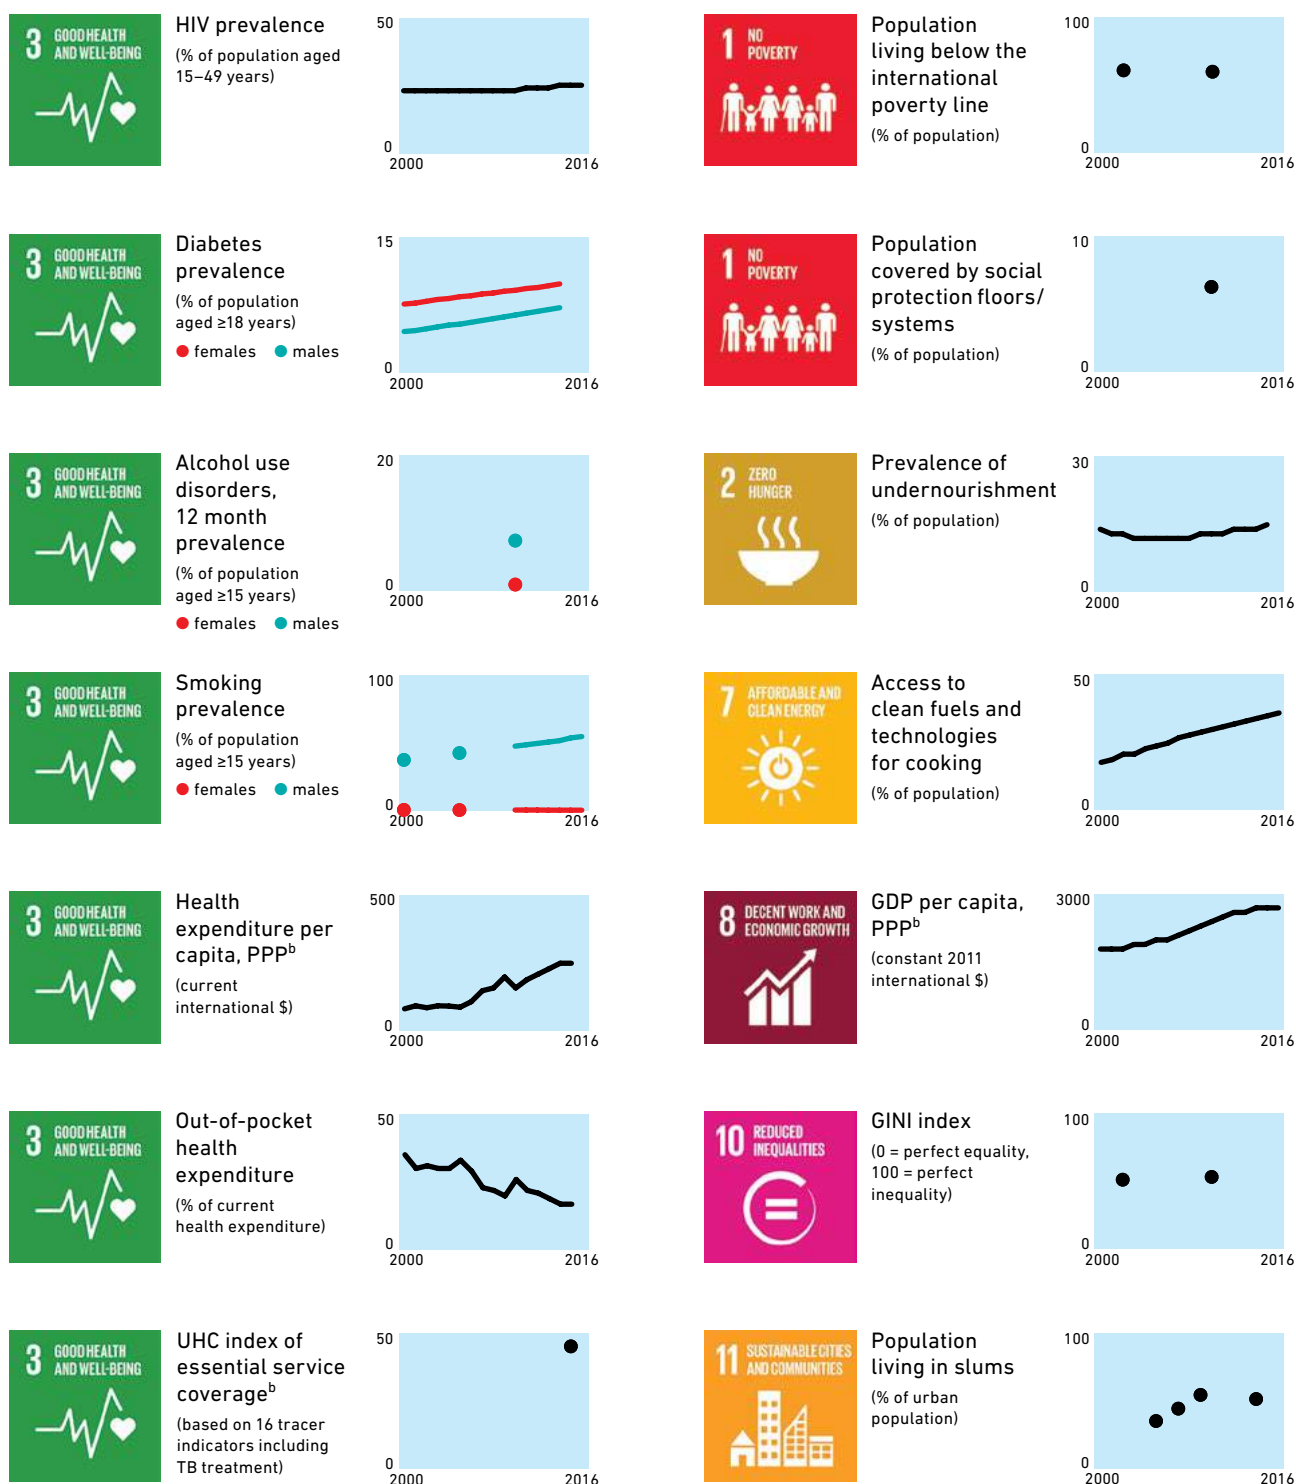 3 GOOD HEALTH
AND WELL-BEING
HIV prevalence
(% of population aged
15–49 years)
50
0
2000 2016
3 GOOD HEALTH
AND WELL-BEING
Diabetes
prevalence
(% of population
aged ≥18 years)
females males
15
0
2000 2016
3 GOOD HEALTH
AND WELL-BEING
Alcohol use
disorders,
12 month
prevalence
(% of population
aged ≥15 years)
females males
20
0
2000 2016
3 GOOD HEALTH
AND WELL-BEING
Smoking
prevalence
(% of population
aged ≥15 years)
females males
100
0
2000 2016
3 GOOD HEALTH
AND WELL-BEING
Health
expenditure per
capita, PPPᵇ
(current
international $)
500
0
2000 2016
3 GOOD HEALTH
AND WELL-BEING
Out-of-pocket
health
expenditure
(% of current
health expenditure)
50
0
2000 2016
3 GOOD HEALTH
AND WELL-BEING
UHC index of
essential service
coverageᵇ
(based on 16 tracer
indicators including
TB treatment)
50
0
2000 2016
1 NO
POVERTY
Population
living below the
international
poverty line
(% of population)
100
0
2000 2016
1 NO
POVERTY
Population
covered by social
protection floors/
systems
(% of population)
10
0
2000 2016
2 ZERO
HUNGER
Prevalence of
undernourishment
(% of population)
30
0
2000 2016
7 AFFORDABLE AND
CLEAN ENERGY
Access to
clean fuels and
technologies
for cooking
(% of population)
50
0
2000 2016
8 DECENT WORK AND
ECONOMIC GROWTH
GDP per capita,
PPPᵇ
(constant 2011
international $)
3000
0
2000 2016
10 REDUCED
INEQUALITIES
GINI index
(0 = perfect equality,
100 = perfect
inequality)
100
0
2000 2016
11 SUSTAINABLE CITIES
AND COMMUNITIES
Population
living in slums
(% of urban
population)
100
0
2000 2016